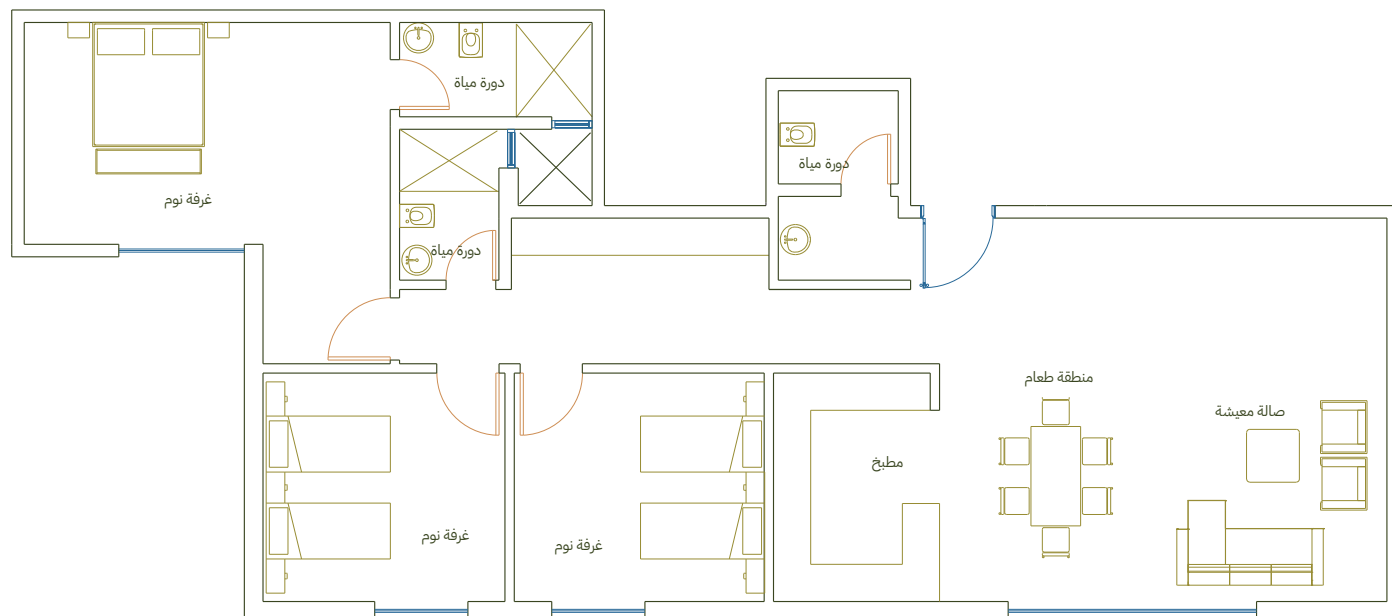 دورة مياة
دورة مياة
غرفة نوم
دورة مياة
منطقة طعام
صالة معيشة
مطبخ
غرفة نوم
غرفة نوم